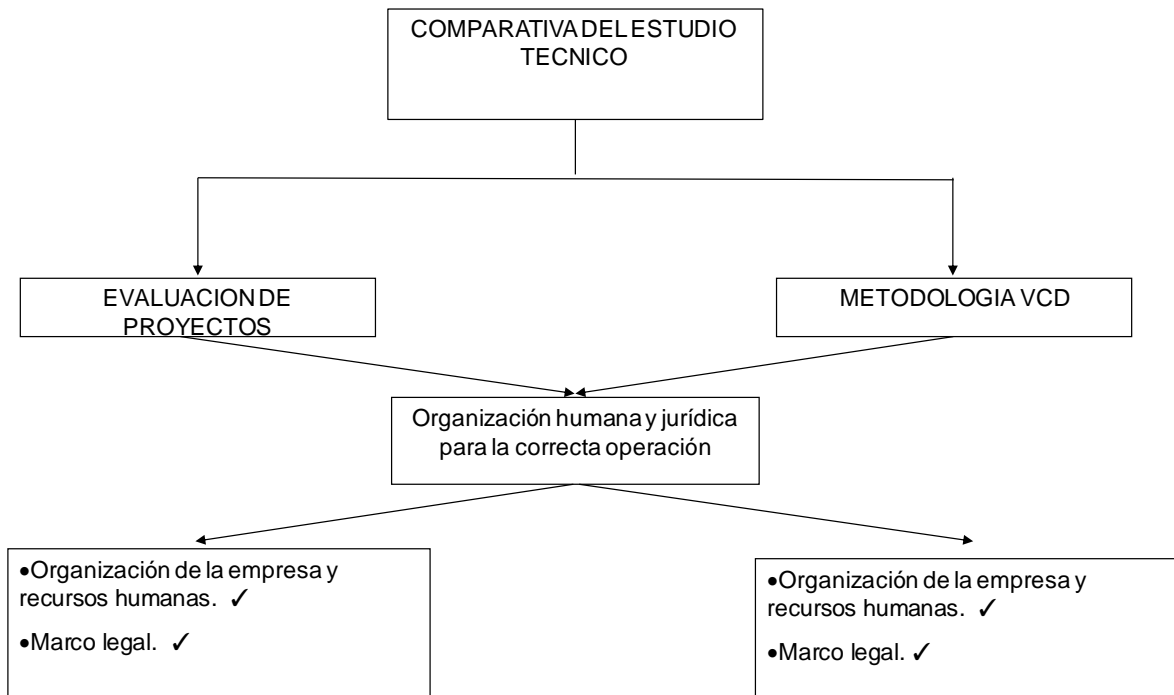 COMPARATIVA DEL ESTUDIO
TECNICO
EVALUACION DE
PROYECTOS
METODOLOGIA VCD
Organización humana y jurídica
para la correcta operación
•Organización de la empresa y
recursos humanas. ✓
•Marco legal. ✓
•Organización de la empresa y
recursos humanas. ✓
•Marco legal. ✓